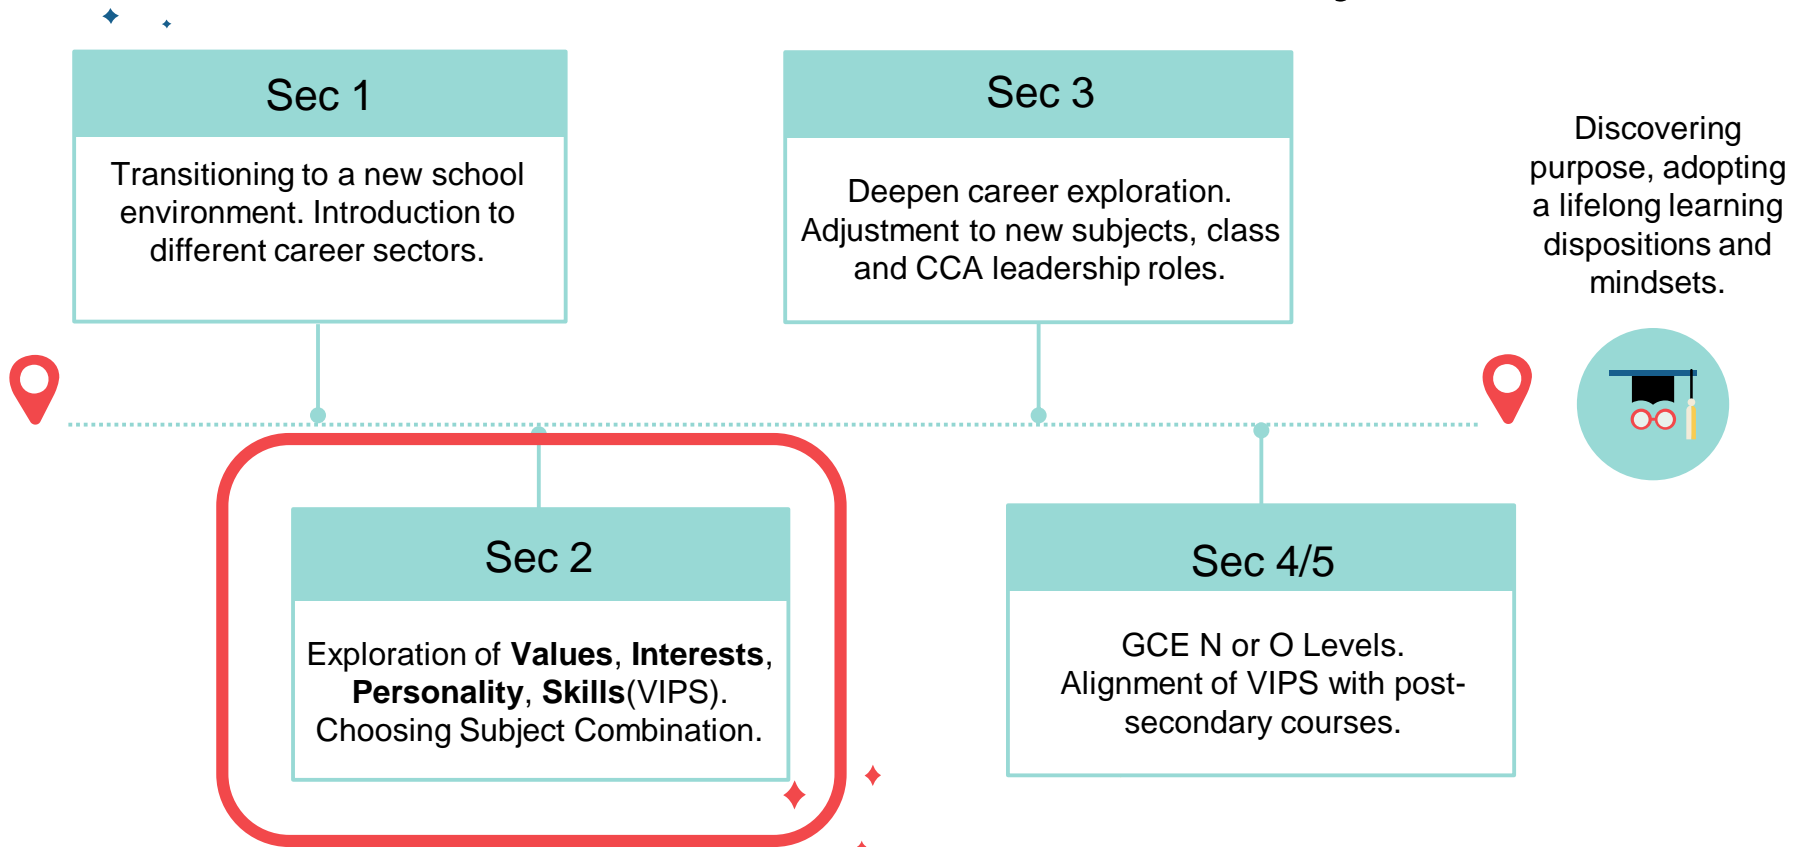 Sec 1
Transitioning to a new school
environment. Introduction to
different career sectors.
Sec 3
Deepen career exploration.
Adjustment to new subjects, class
and CCA leadership roles.
Discovering
purpose, adopting
a lifelong learning
dispositions and
mindsets.
Sec 2
Exploration of Values, Interests,
Personality, Skills(VIPS).
Choosing Subject Combination.
Sec 4/5
GCE N or O Levels.
Alignment of VIPS with post-
secondary courses.